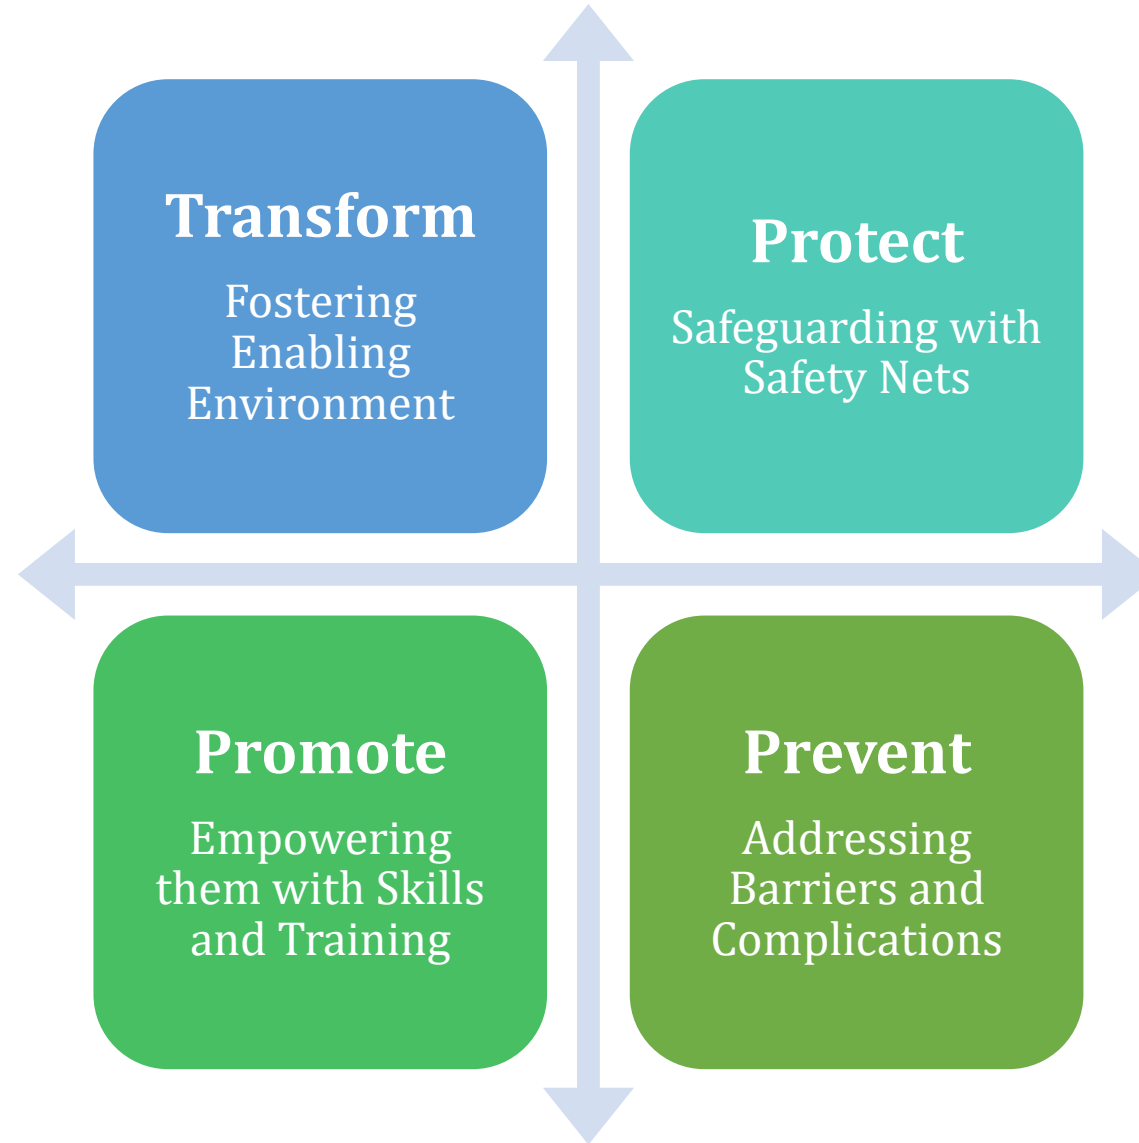 Transform
Fostering
Enabling
Environment
Protect
Safeguarding with
Safety Nets
Promote
Empowering
them with Skills
and Training
Prevent
Addressing
Barriers and
Complications